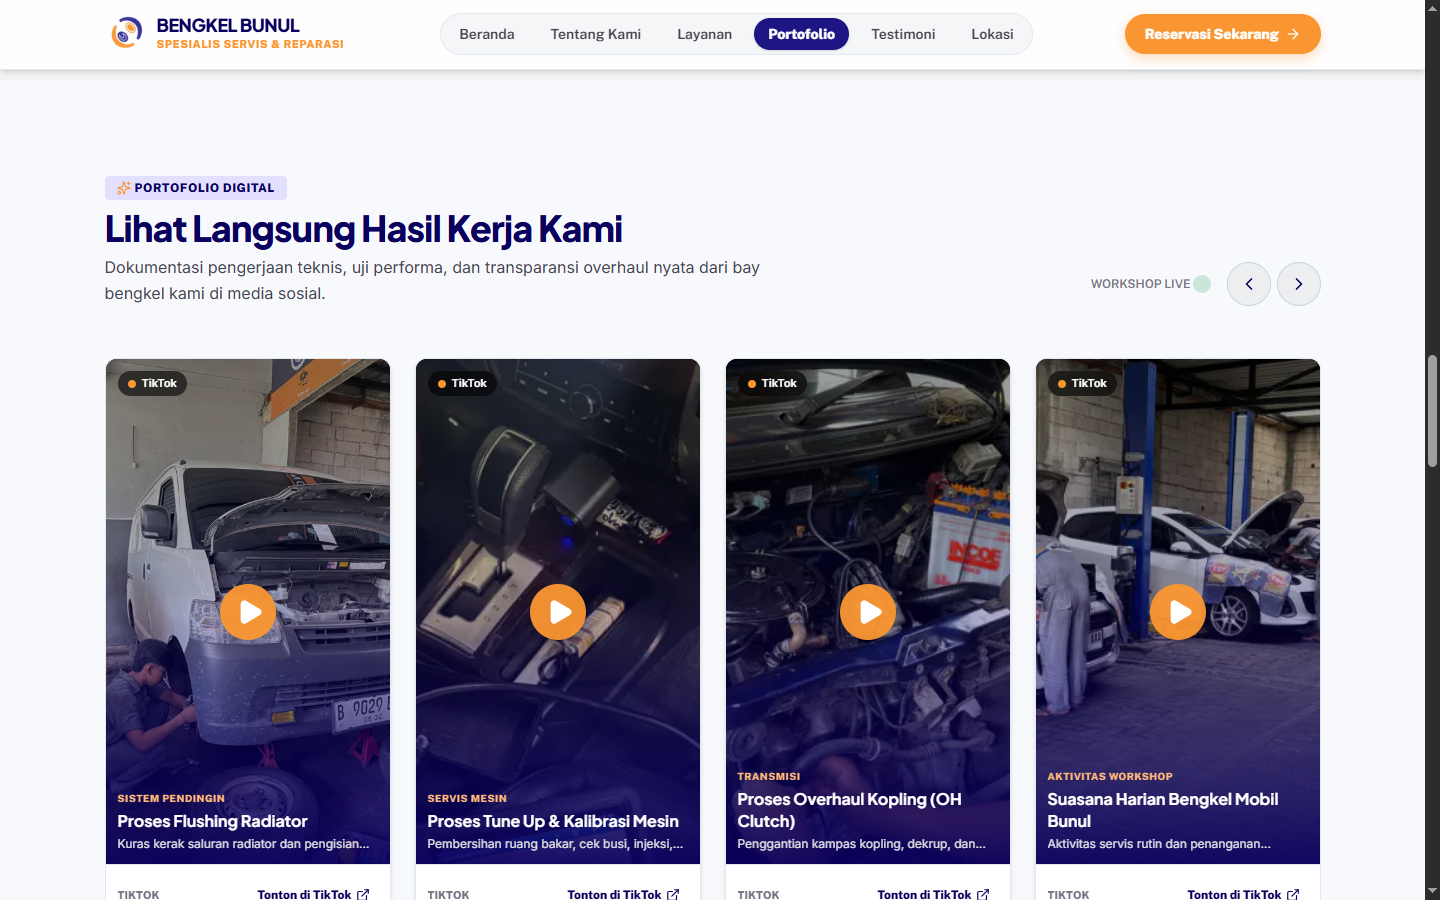 BENGKEL BUNUL
SPESIALIS SERVIS & REPARASI
Beranda
Tentang Kami
Layanan
Portofolio
Testimoni
Lokasi
Reservasi Sekarang
PORTOFOLIO DIGITAL
Lihat Langsung Hasil Kerja Kami
Dokumentasi pengerjaan teknis, uji performa, dan transparansi overhaul nyata dari bay
bengkel kami di media sosial.
WORKSHOP LIVE
TikTok
B 9029
SISTEM PENDINGIN
Proses Flushing Radiator
Kuras kerak saluran radiator dan pengisian...
TIKTOK
Tonton di TikTok
TikTok
SERVIS MESIN
Proses Tune Up & Kalibrasi Mesin
Pembersihan ruang bakar, cek busi, injeksi,...
TIKTOK
Tonton di TikTok
TikTok
INCOE
TRANSMISI
Proses Overhaul Kopling (OH
Clutch)
Penggantian kampas kopling, dekrup, dan...
TIKTOK
Tonton di TikTok
TikTok
AKTIVITAS WORKSHOP
Suasana Harian Bengkel Mobil
Bunul
Aktivitas servis rutin dan penanganan...
TIKTOK
Tonton di TikTok